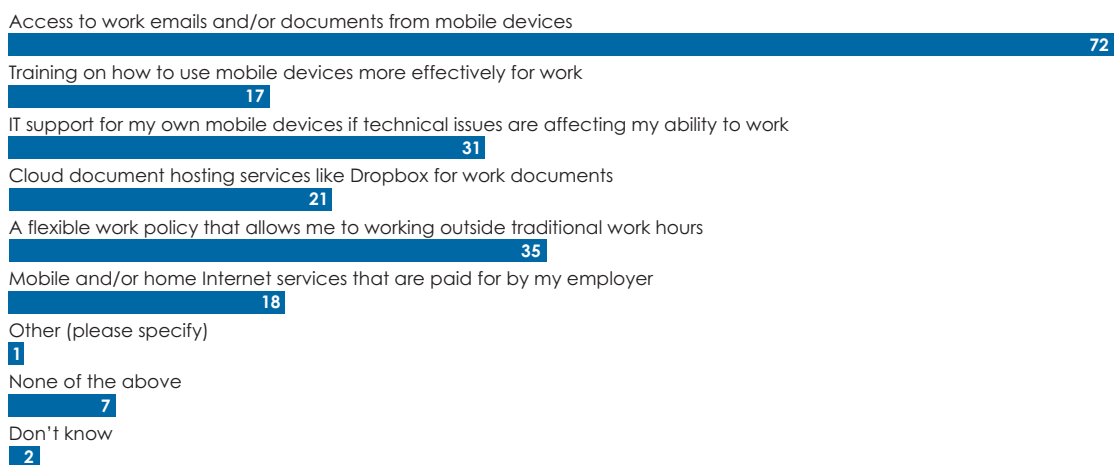 Access to work emails and/or documents from mobile devices
72
Training on how to use mobile devices more effectively for work
17
IT support for my own mobile devices if technical issues are affecting my ability to work
31
Cloud document hosting services like Dropbox for work documents
21
A flexible work policy that allows me to working outside traditional work hours
35
Mobile and/or home Internet services that are paid for by my employer
18
Other (please specify)
1
None of the above
7
Don’t know
2